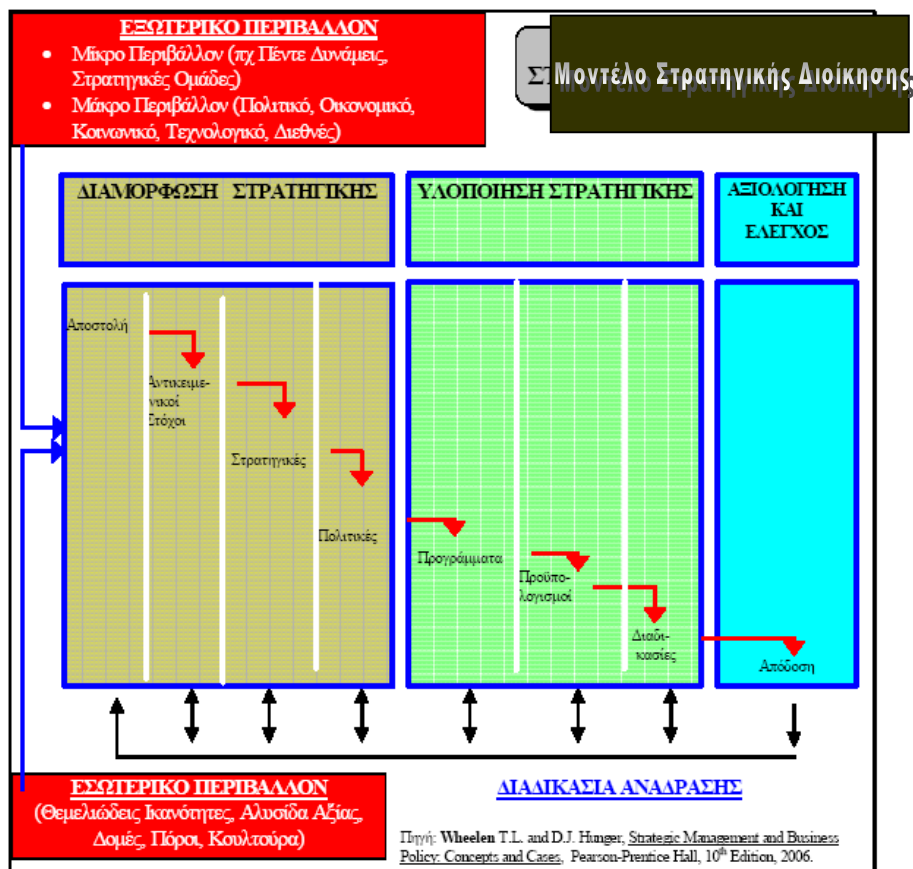 ΕΞΩΤΕΡΙΚΟ ΠΕΡΙΒΑΛΛΟΝ
• Μίκρο Περιβάλλον (πχ Πέντε Δυνάμεις,
Στρατηγικές Ομάδες)
• Μάκρο Περιβάλλον (Πολιτικό, Οικονομικό,
Κοινωνικό, Τεχνολογικό, Διεθνές)
Μοντέλο Στρατηγικής Διοίκησης
ΔΙΑΜΟΡΦΩΣΗ ΣΤΡΑΤΗΓΙΚΗΣ
ΥΛΟΠΟΙΗΣΗ ΣΤΡΑΤΗΓΙΚΗΣ
ΑΞΙΟΛΟΓΗΣΗ
ΚΑΙ
ΕΛΕΓΧΟΣ
Αποστολή
Αντικειμε-
νικοί
Στόχοι
Στρατηγικές
Πολιτικές
Προγράμματα
Προϋπο-
λογισμοί
Διαδι-
κασίες
Απόδοση
ΕΣΩΤΕΡΙΚΟ ΠΕΡΙΒΑΛΛΟΝ
(Θεμελιώδεις Ικανότητες, Αλυσίδα Αξίας,
Δομές, Πόροι, Κουλτούρα)
ΔΙΑΔΙΚΑΣΙΑ ΑΝΑΔΡΑΣΗΣ
Πηγή: Wheelen T.L. and D.J. Hunger, Strategic Management and Business
Policy: Concepts and Cases, Pearson-Prentice Hall, 10th Edition, 2006.